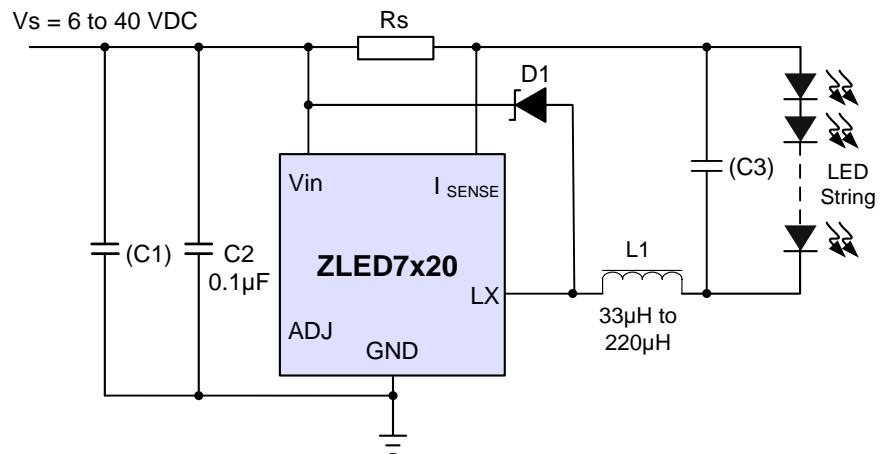 Vs = 6 to 40 VDC
Rs
D1
Vin
I SENSE
(C1)
C2
0.1µF
ZLED7x20
LX
ADJ
GND
L1
33µH to
220µH
(C3)
LED
String